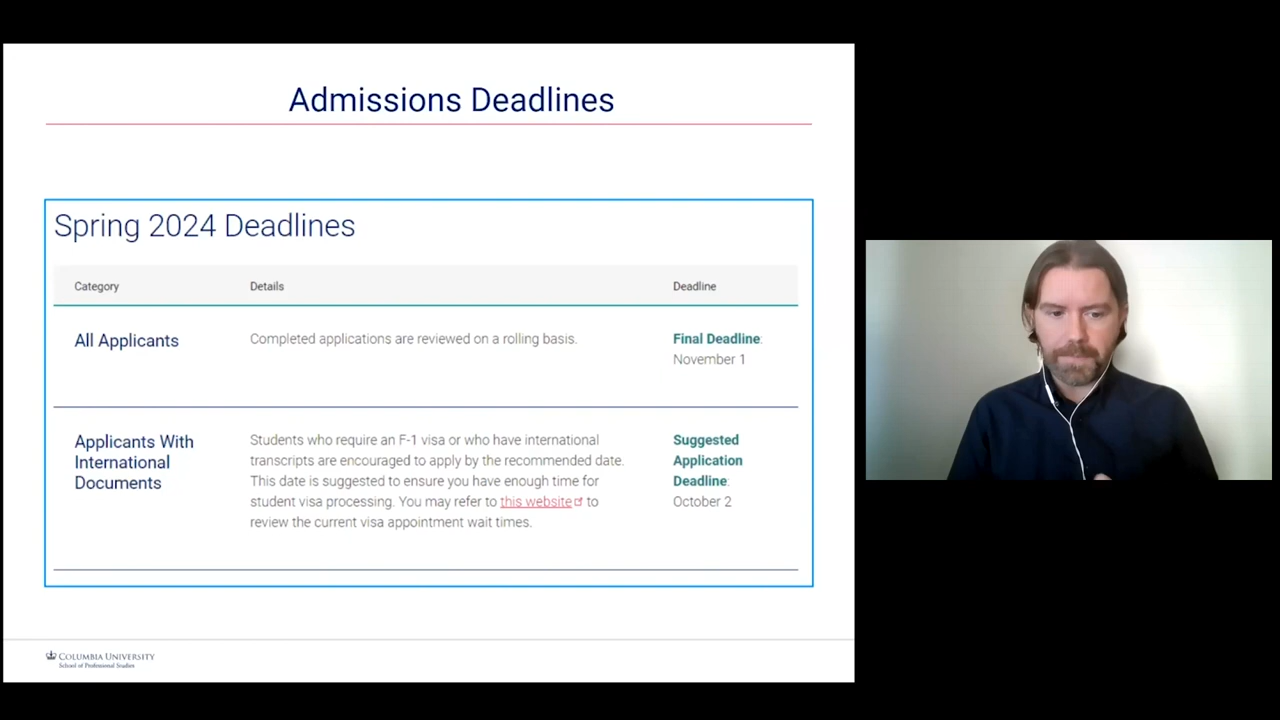 Admissions Deadlines
Spring 2024 Deadlines
Category Details Deadline
All Applicants
Completed applications are reviewed on a rolling basis.
Final Deadline:
November 1
Applicants With
International
Documents
Students who require an F-1 visa or who have international
transcripts are encouraged to apply by the recommended date.
This date is suggested to ensure you have enough time for
student visa processing. You may refer to this website to
review the current visa appointment wait times.
Suggested
Application
Deadline:
October 2
COLUMBIA UNIVERSITY
School of Professional Studies